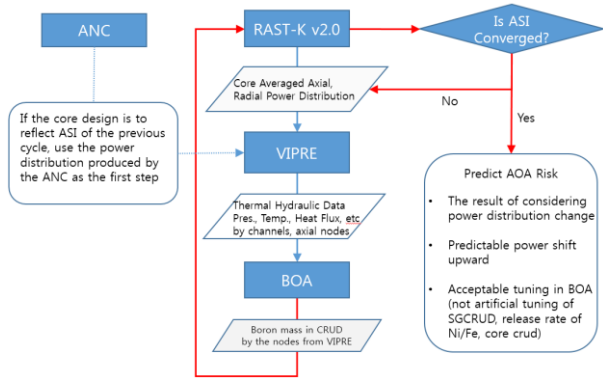 ANC
RAST-K v2.0
Is ASI
Converged?
Core Averaged Axial,
Radial Power Distribution
No
Yes
If the core design is to
reflect ASI of the previous
cycle, use the power
distribution produced by
the ANC as the first step
VIPRE
Thermal Hydraulic Data
Pres., Temp., Heat Flux, etc
by channels, axial nodes
BOA
Boron mass in CRUD
by the nodes from VIPRE
Predict AOA Risk
• The result of considering
power distribution change
• Predictable power shift
upward
• Acceptable tuning in BOA
(not artificial tuning of
SGCRUD, release rate of
Ni/Fe, core crud)